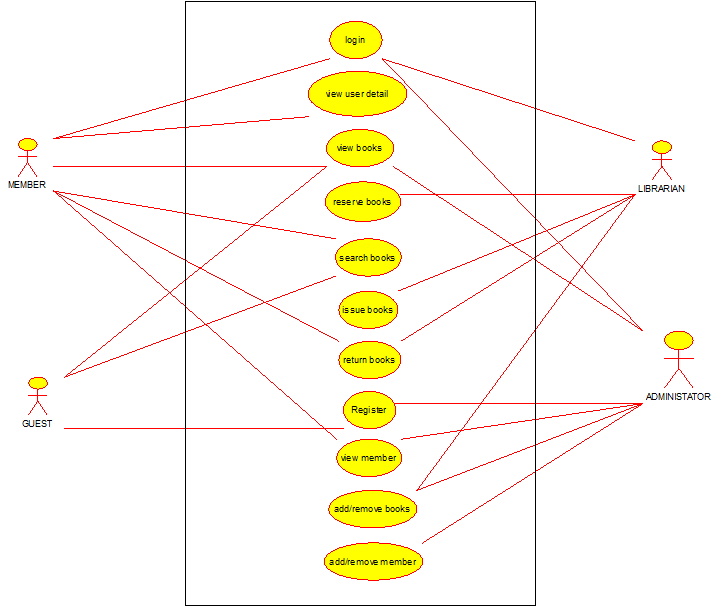 login
view user detail
view books
MEMBER
LIBRARIAN
reserve books
search books
issue books
return books
ADMINISTATOR
Register
GUEST
view member
add/remove books
add/remove member